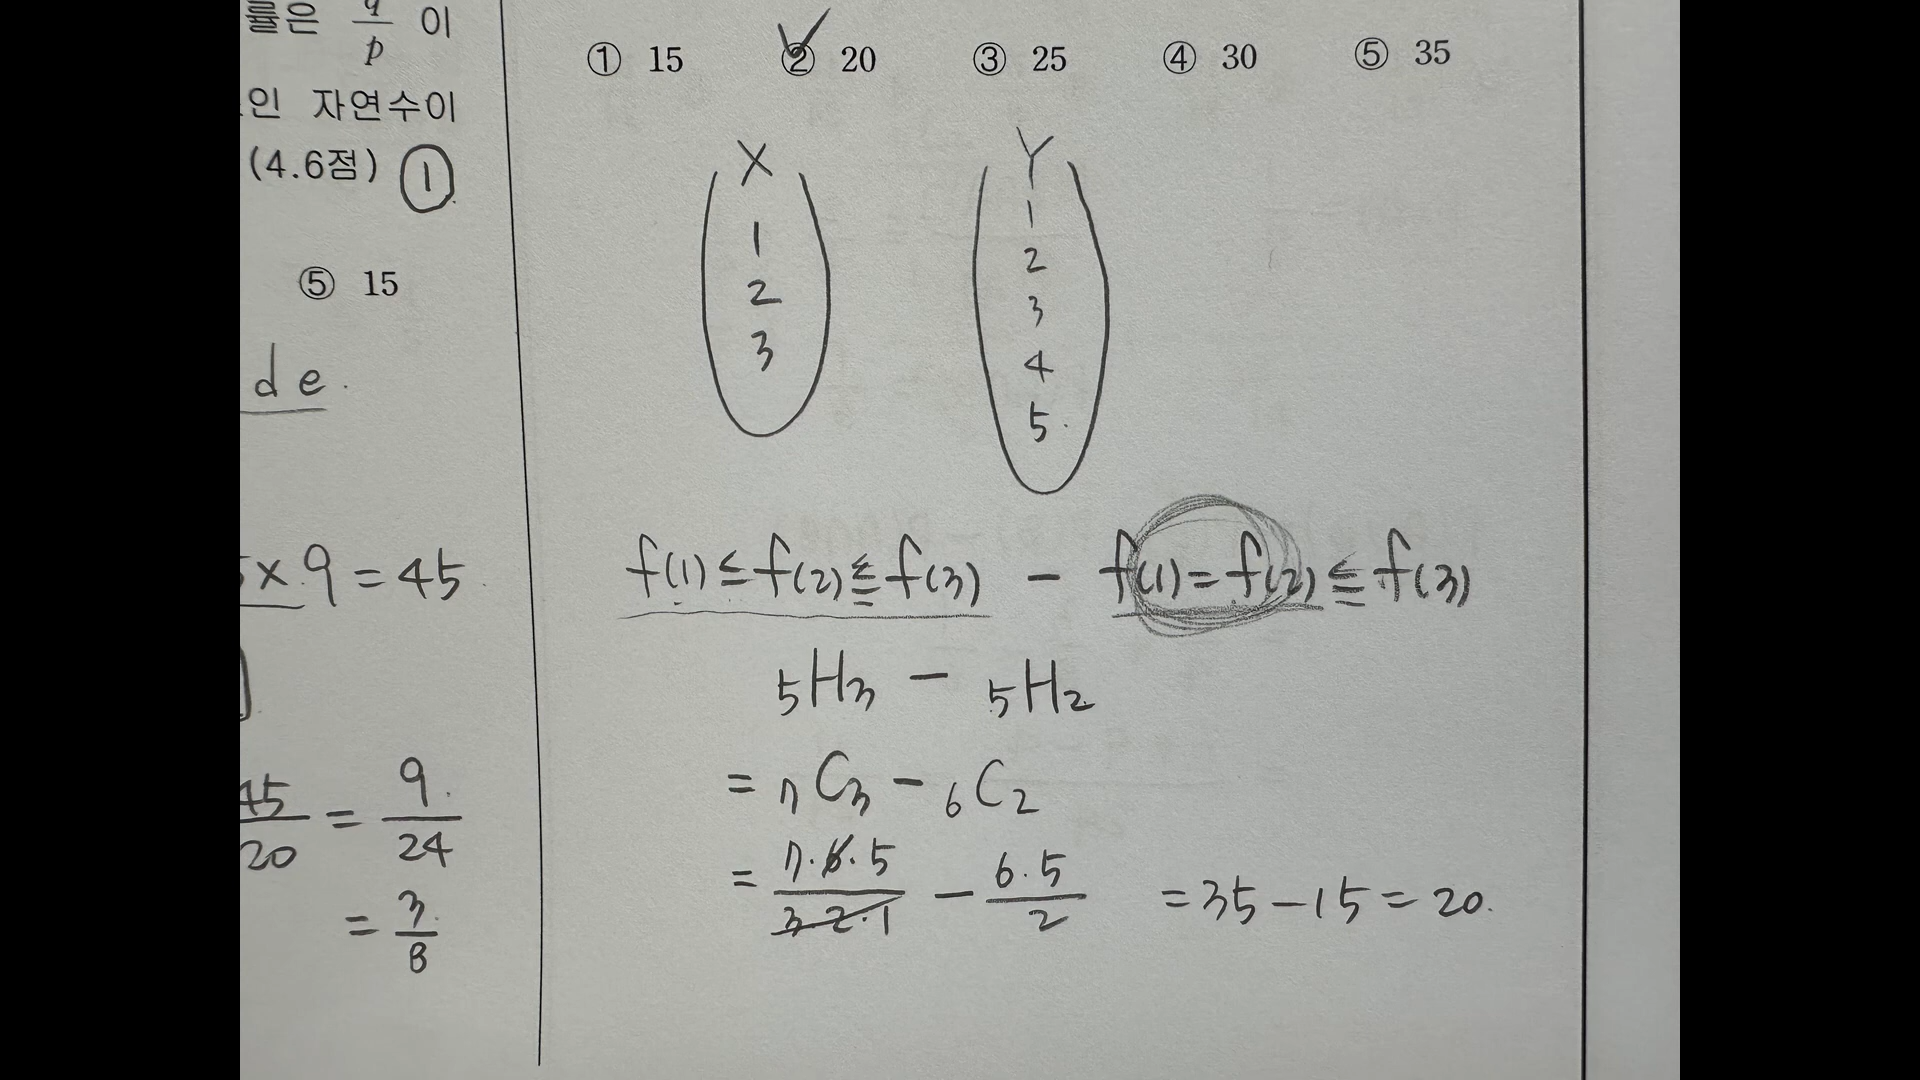 률은 q/p 이
인 자연수이
(4.6점) ①
⑤ 15
d e.
x 9 = 45.
45/20 = 9/24
= 3/8
① 15 ② 20 ③ 25 ④ 30 ⑤ 35
X Y
1 1
2 2
3 3
4
5
f(1) ≤ f(2) ≤ f(3) - f(1) = f(2) ≤ f(3)
₅H₃ - ₅H₂
= ₇C₃ - ₆C₂
= 7·6·5/3·2·1 - 6·5/2 = 35 - 15 = 20.